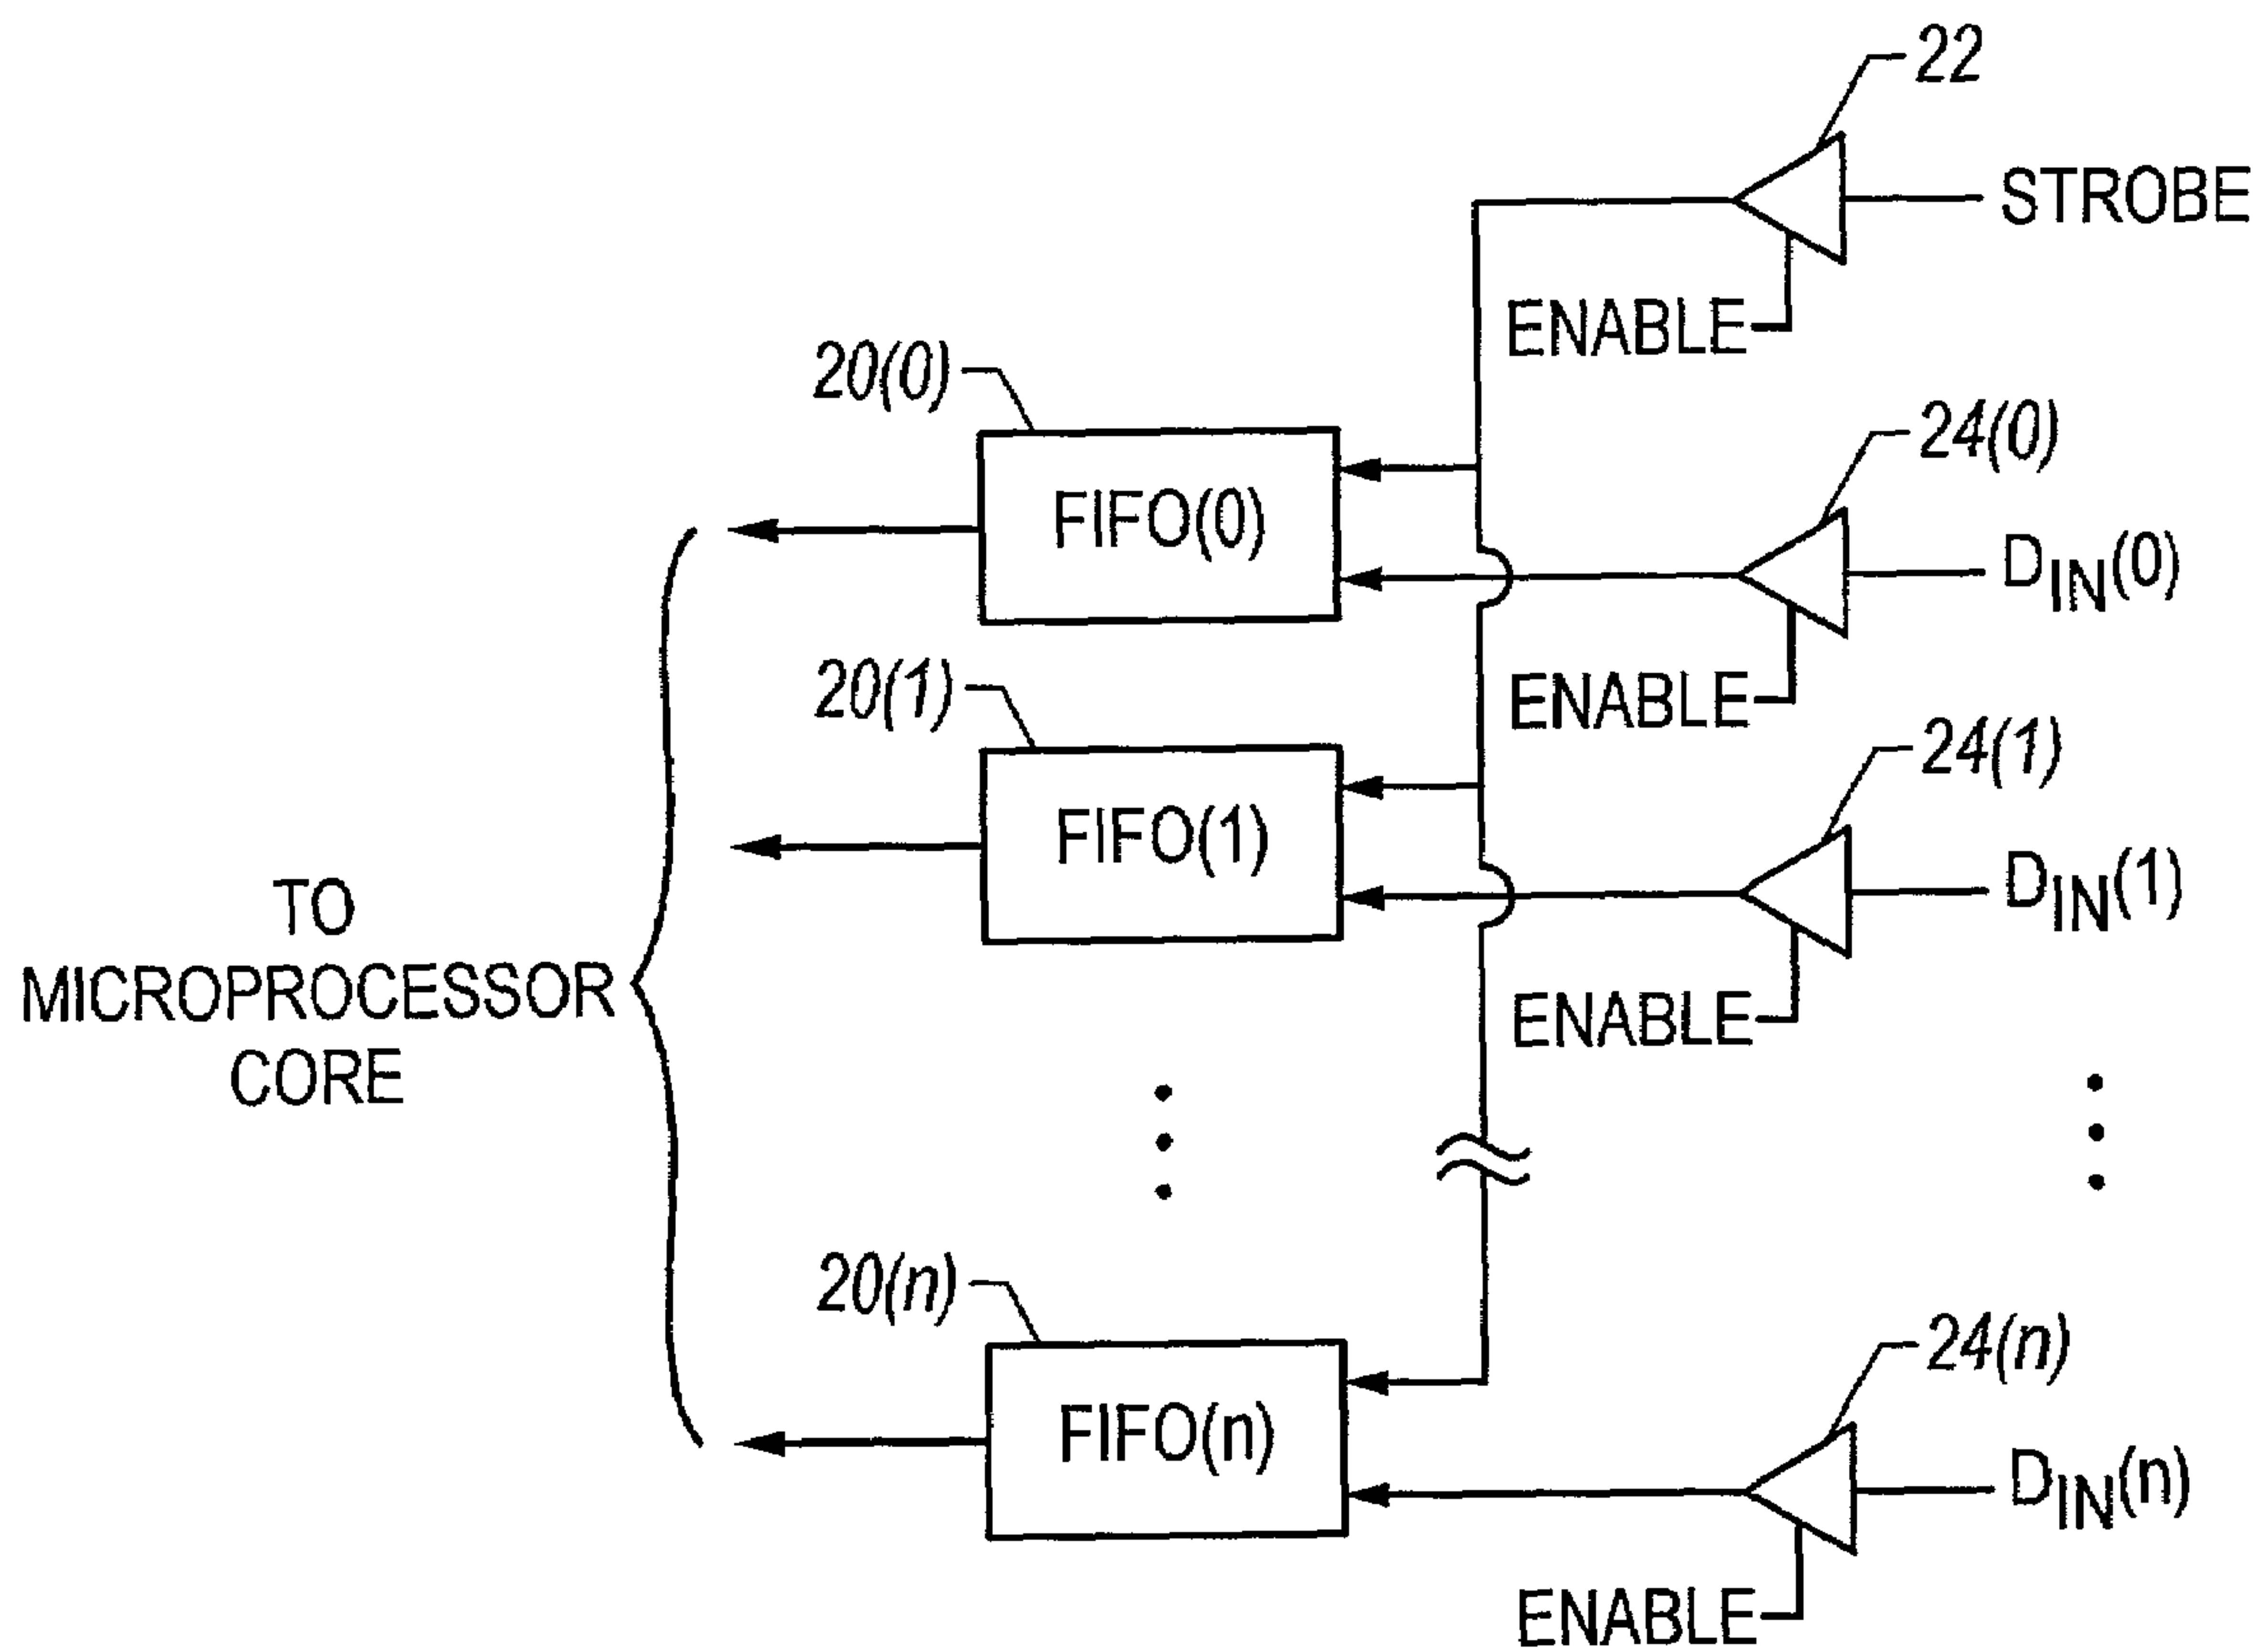 22
STROBE
ENABLE
20(0)
24(0)
FIFO(0)
DIN(0)
ENABLE
20(1)
24(1)
FIFO(1)
DIN(1)
ENABLE
TO
MICROPROCESSOR
CORE
20(n)
24(n)
FIFO(n)
DIN(n)
ENABLE